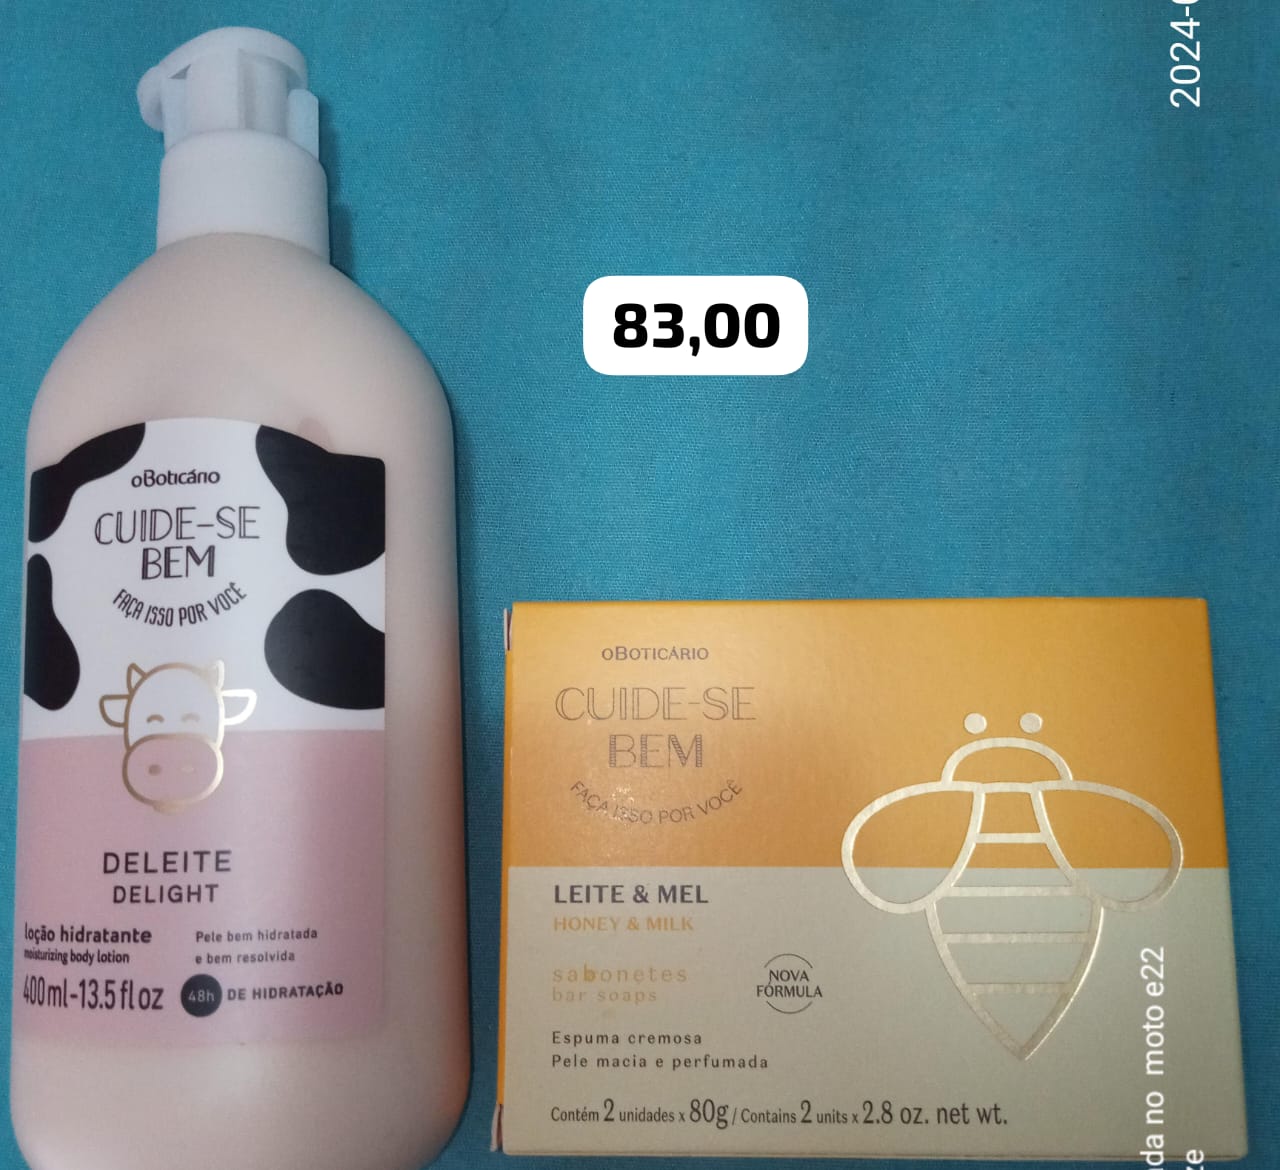 83,00
oBoticário
CUIDE-SE
BEM
FAÇA ISSO POR VOCÊ
DELEITE
DELIGHT
loção hidratante
moisturizing body lotion
400ml-13.5 fl oz
Pele bem hidratada
e bem resolvida
48h DE HIDRATAÇÃO
oBOTICÁRIO
CUIDE-SE
BEM
FAÇA ISSO POR VOCÊ
LEITE & MEL
HONEY & MILK
sabonetes
bar soaps
NOVA
FÓRMULA
Espuma cremosa
Pele macia e perfumada
Contém 2 unidades x 80g / Contains 2 units x 2.8 oz. net wt.
2024-
da no moto e22